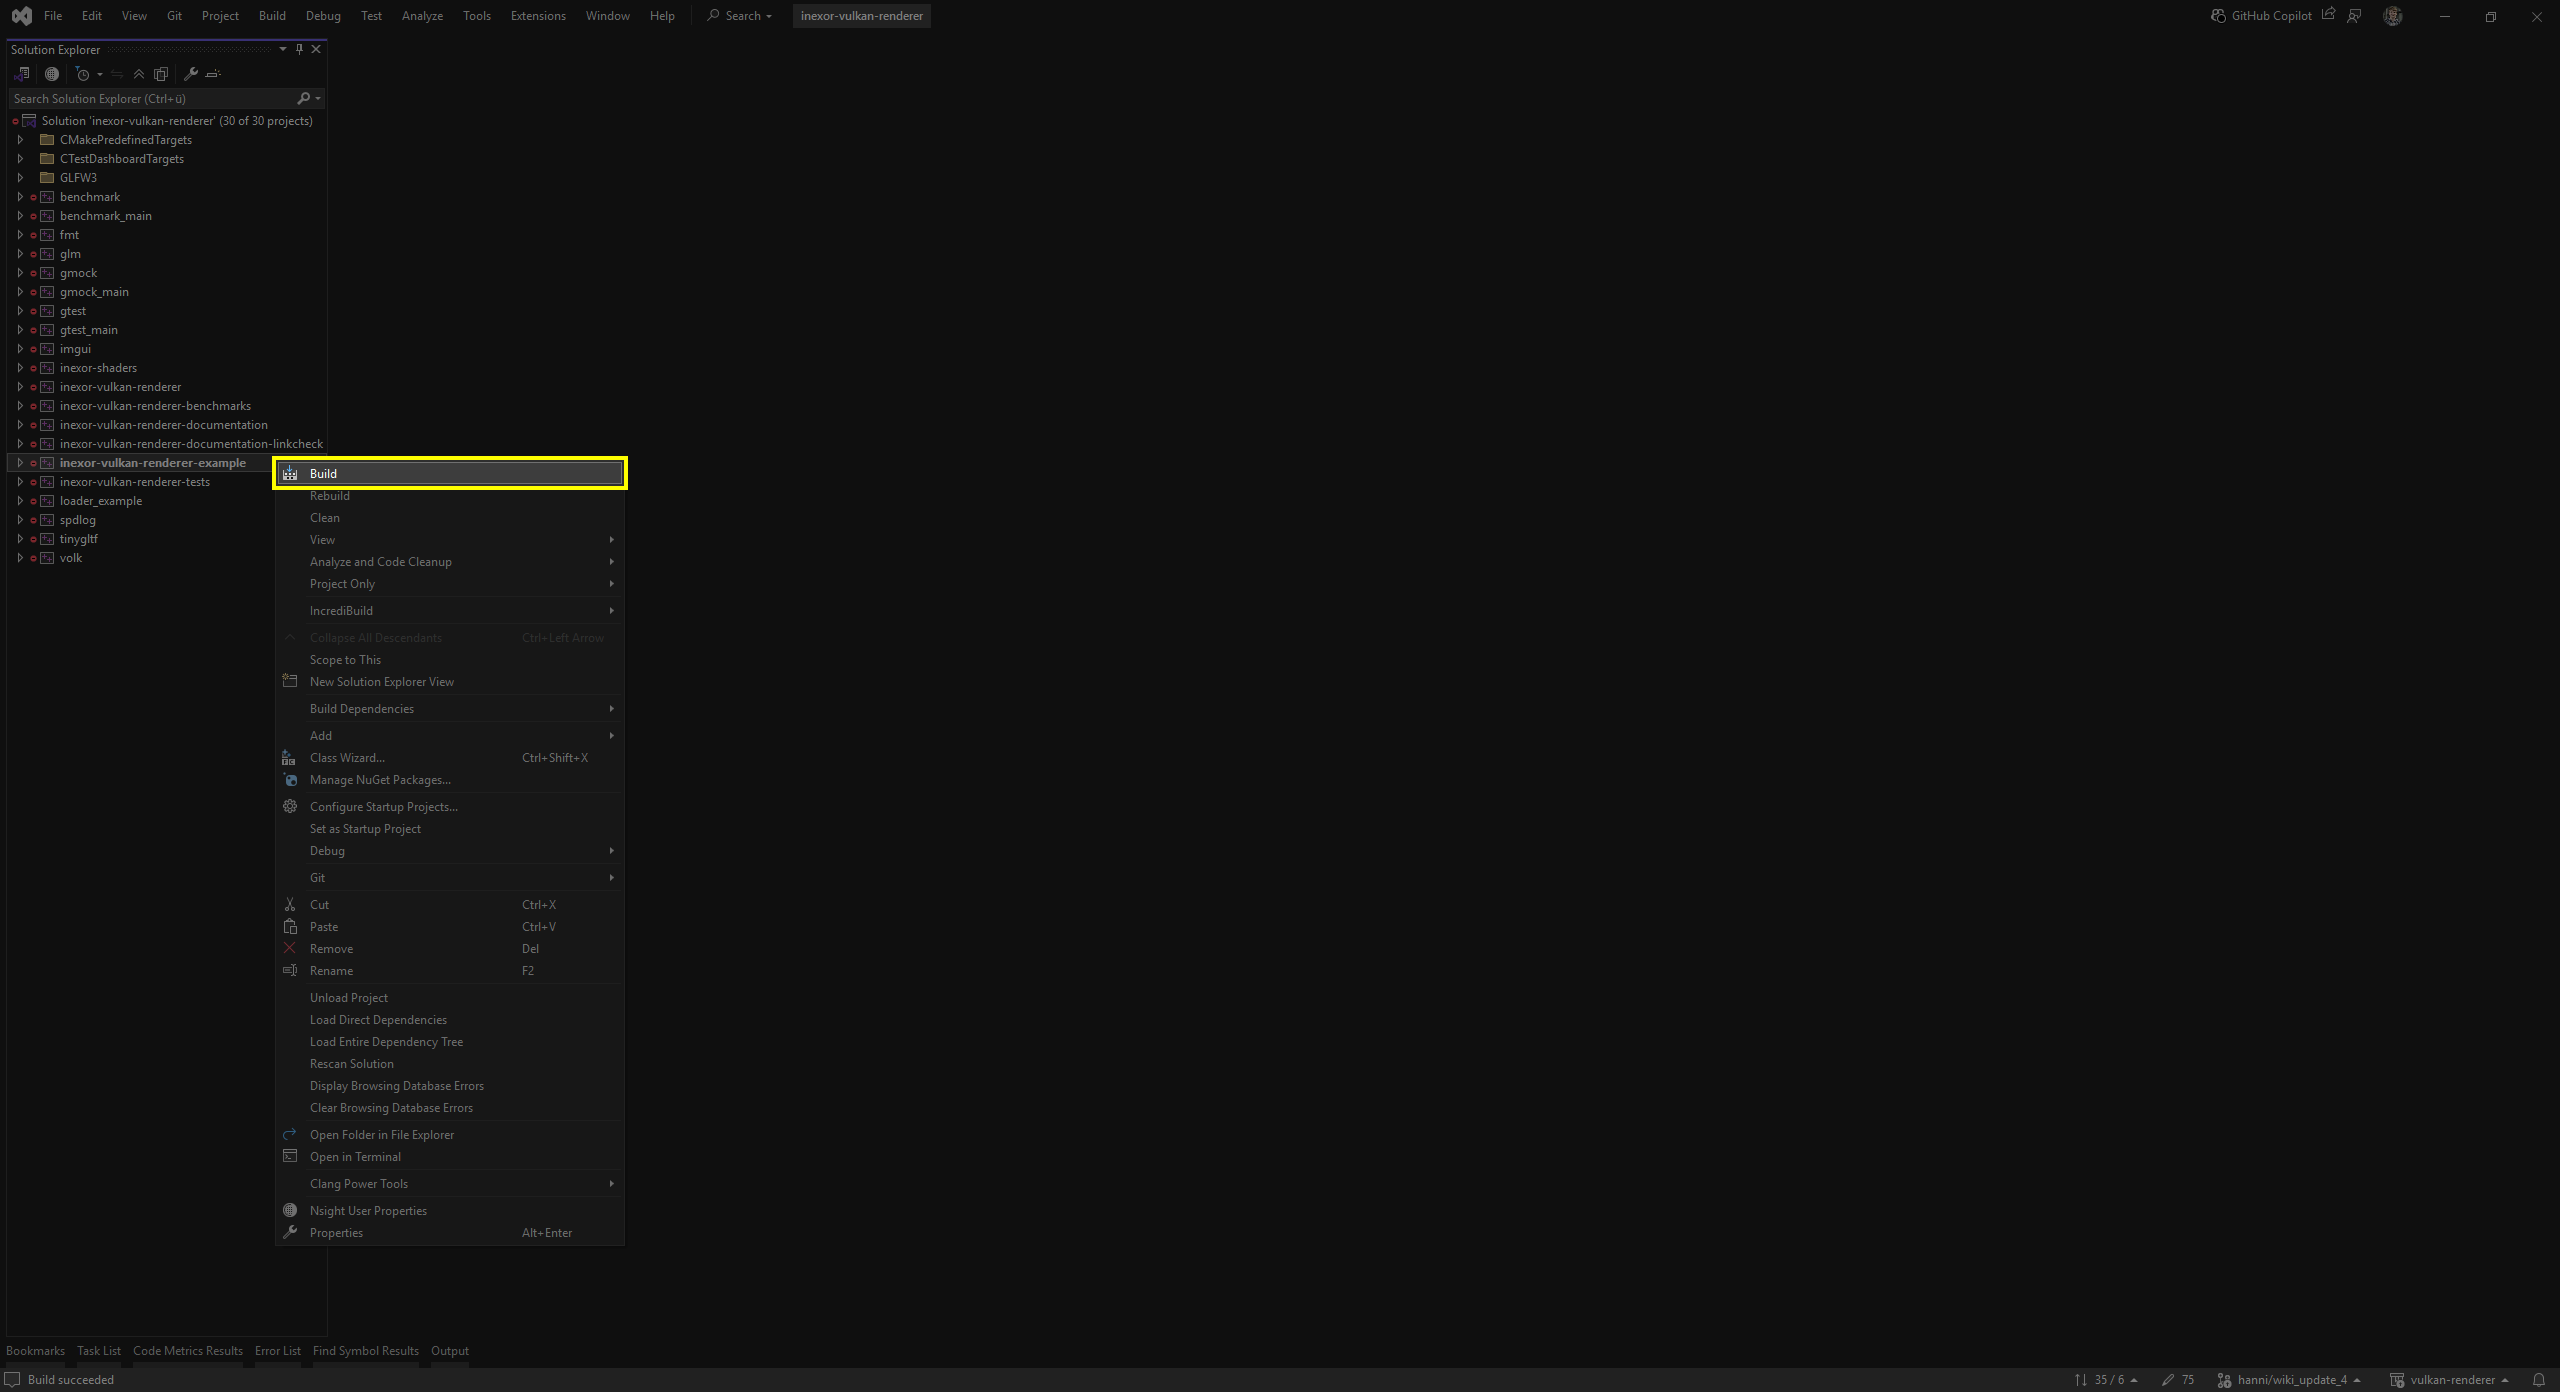 File Edit View Git Project Build Debug Test Analyze Tools Extensions Window Help Search inexor-vulkan-renderer GitHub Copilot
Solution Explorer
Search Solution Explorer (Ctrl+ü)
Solution 'inexor-vulkan-renderer' (30 of 30 projects)
CMakePredefinedTargets
CTestDashboardTargets
GLFW3
benchmark
benchmark_main
fmt
glm
gmock
gmock_main
gtest
gtest_main
imgui
inexor-shaders
inexor-vulkan-renderer
inexor-vulkan-renderer-benchmarks
inexor-vulkan-renderer-documentation
inexor-vulkan-renderer-documentation-linkcheck
inexor-vulkan-renderer-example
inexor-vulkan-renderer-tests
loader_example
spdlog
tinygltf
volk
Build
Rebuild
Clean
View
Analyze and Code Cleanup
Project Only
IncrediBuild
Collapse All Descendants Ctrl+Left Arrow
Scope to This
New Solution Explorer View
Build Dependencies
Add
Class Wizard... Ctrl+Shift+X
Manage NuGet Packages...
Configure Startup Projects...
Set as Startup Project
Debug
Git
Cut Ctrl+X
Paste Ctrl+V
Remove Del
Rename F2
Unload Project
Load Direct Dependencies
Load Entire Dependency Tree
Rescan Solution
Display Browsing Database Errors
Clear Browsing Database Errors
Open Folder in File Explorer
Open in Terminal
Clang Power Tools
Nsight User Properties
Properties Alt+Enter
Bookmarks Task List Code Metrics Results Error List Find Symbol Results Output
Build succeeded 35 / 6 75 hanni/wiki_update_4 vulkan-renderer